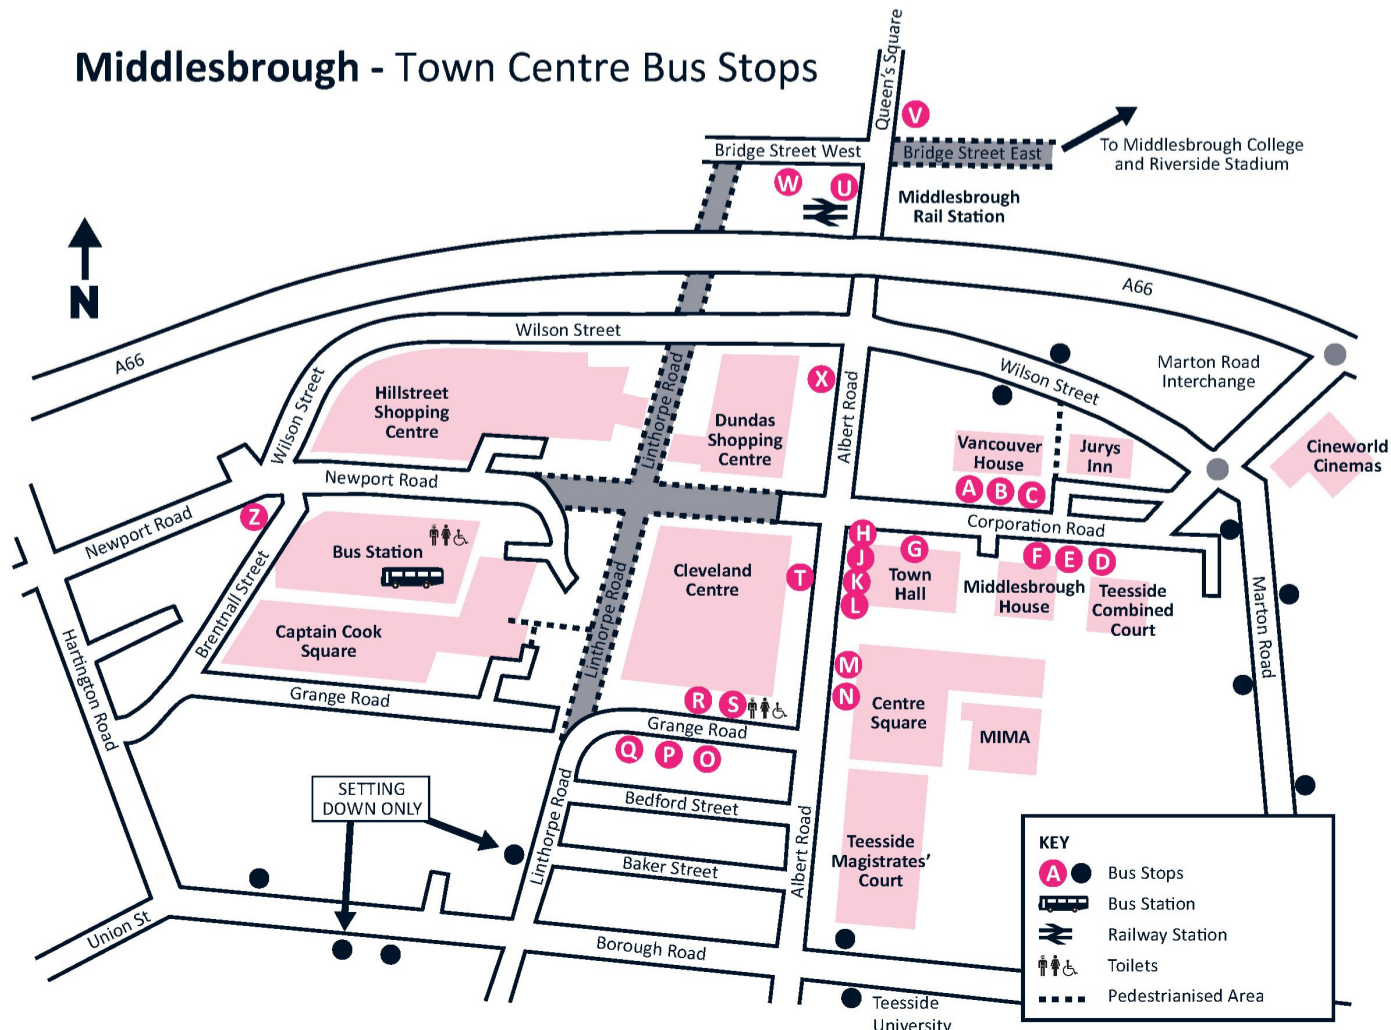 Middlesbrough - Town Centre Bus Stops
Queen's Square
V
Bridge Street West
Bridge Street East
To Middlesbrough College
and Riverside Stadium
W
U
Middlesbrough
Rail Station
N
A66
A66
Wilson Street
Wilson Street
Wilson Street
Marton Road
Interchange
Hillstreet
Shopping
Centre
Linthorpe Road
Dundas
Shopping
Centre
X
Albert Road
Vancouver
House
Jurys
Inn
Cineworld
Cinemas
Newport Road
Newport Road
Z
A
B
C
Corporation Road
Bus Station
Brentnall Street
Captain Cook
Square
Linthorpe Road
Cleveland
Centre
T
H
J
K
L
G
Town
Hall
F
E
D
Middlesbrough
House
Teesside
Combined
Court
Marton Road
Hartington Road
Grange Road
M
N
Centre
Square
MIMA
R
S
Grange Road
Q
P
O
SETTING
DOWN ONLY
Linthorpe Road
Bedford Street
Baker Street
Albert Road
Teesside
Magistrates'
Court
Union St
Borough Road
Teesside
University
KEY
A
Bus Stops
Bus Station
Railway Station
Toilets
Pedestrianised Area